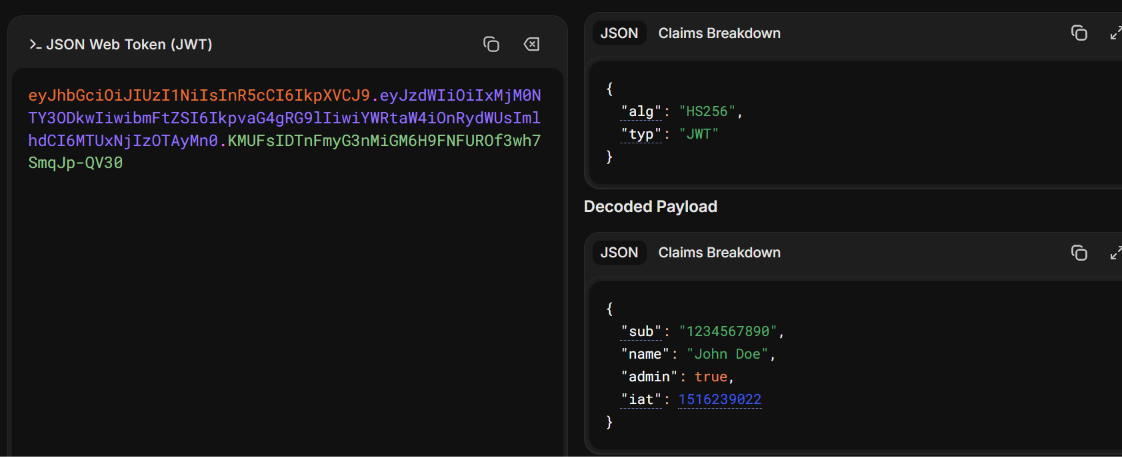 JSON Web Token (JWT)
eyJhbGciOiJIUzI1NiIsInR5cCI6IkpXVCJ9.eyJzdWIiOiIxMjM0N
TY3ODkwIiwibmFtZSI6IkpvaG4gRG9lIiwiYWRtaW4iOnRydWUsIml
hdCI6MTUxNjIzOTAyMn0.KMUFsIDTnFmyG3nMiGM6H9FNFUROf3wh7
SmqJp-QV30
JSON Claims Breakdown
{
"alg": "HS256",
"typ": "JWT"
}
Decoded Payload
JSON Claims Breakdown
{
"sub": "1234567890",
"name": "John Doe",
"admin": true,
"iat": 1516239022
}